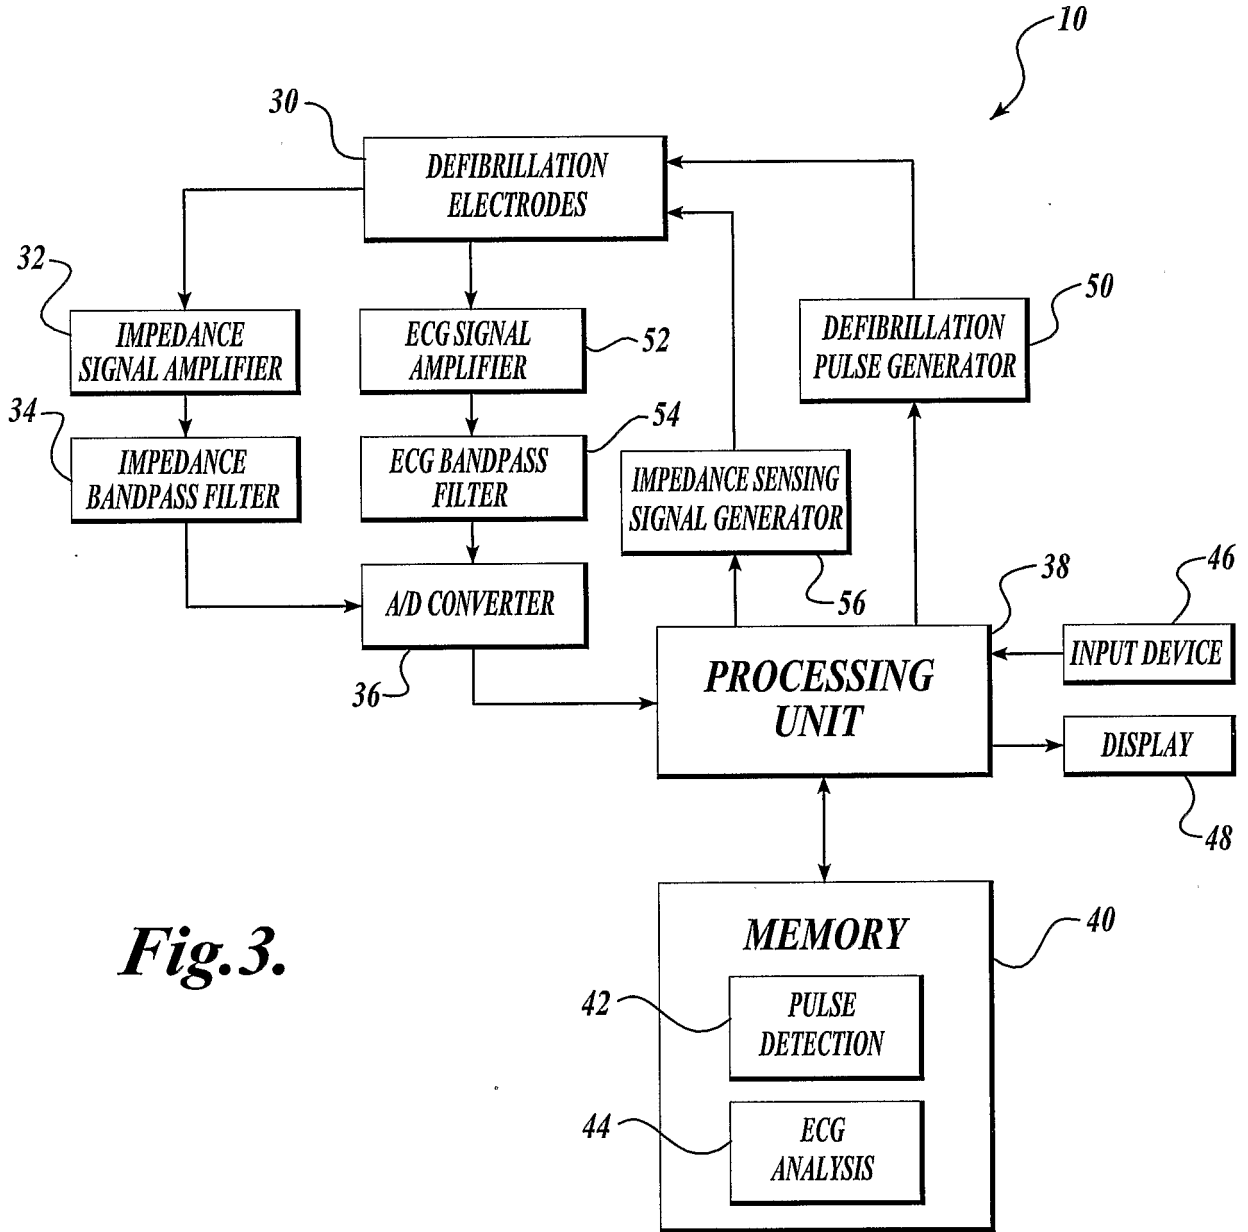 10
30
DEFIBRILLATION
ELECTRODES
32
IMPEDANCE
SIGNAL AMPLIFIER
ECG SIGNAL
AMPLIFIER
52
DEFIBRILLATION
PULSE GENERATOR
50
34
IMPEDANCE
BANDPASS FILTER
ECG BANDPASS
FILTER
54
IMPEDANCE SENSING
SIGNAL GENERATOR
56
A/D CONVERTER
36
PROCESSING
UNIT
38
46
INPUT DEVICE
DISPLAY
48
Fig.3.
MEMORY
40
42
PULSE
DETECTION
44
ECG
ANALYSIS